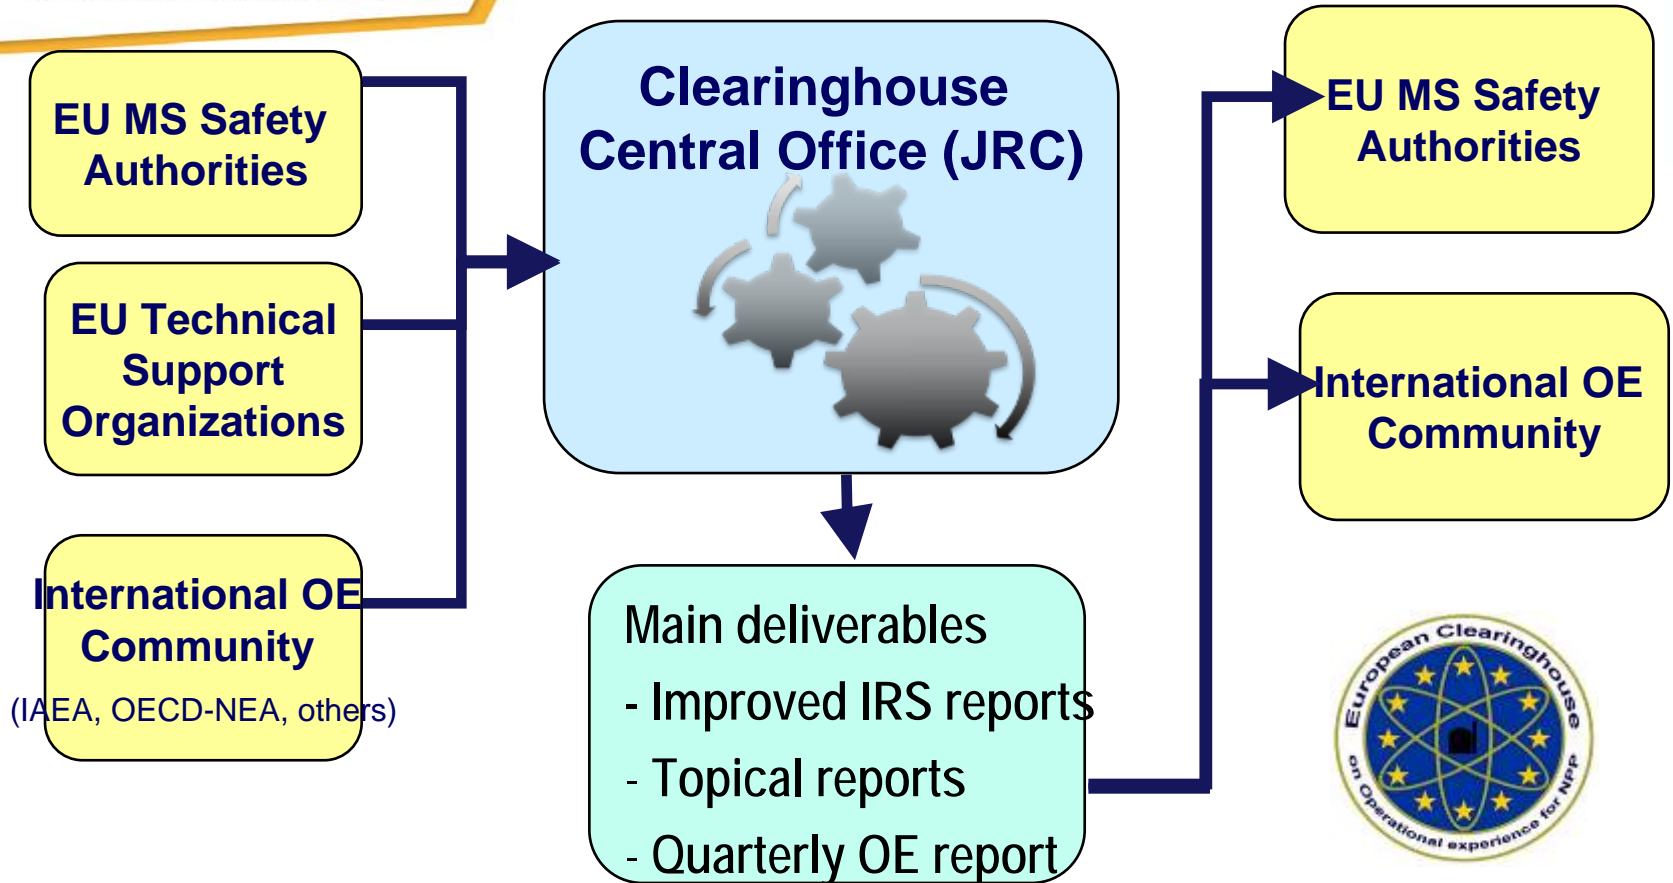 EU MS Safety
Authorities
EU Technical
Support
Organizations
International OE
Community
(IAEA, OECD-NEA, others)
Clearinghouse
Central Office (JRC)
Main deliverables
- Improved IRS reports
- Topical reports
- Quarterly OE report
EU MS Safety
Authorities
International OE
Community
European Clearinghouse
on Operational experience for NPP